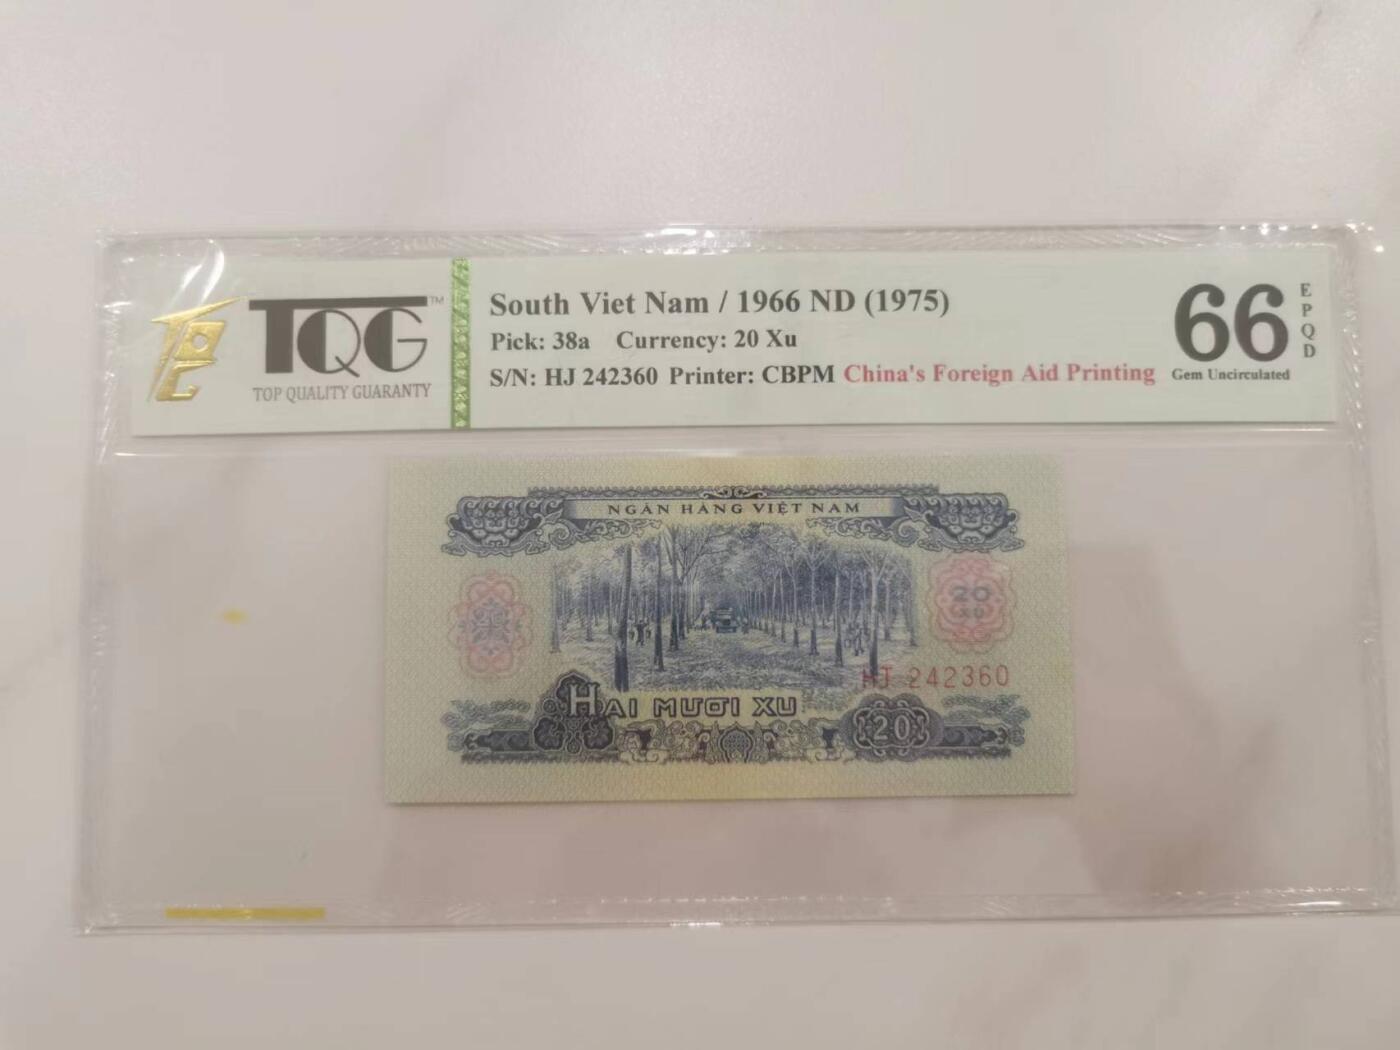 TQG™
TOP QUALITY GUARANTY
South Viet Nam / 1966 ND (1975)
Pick: 38a Currency: 20 Xu
S/N: HJ 242360 Printer: CBPM China's Foreign Aid Printing
66
EPQD
Gem Uncirculated
NGÂN HÀNG VIỆT NAM
20
XU
HJ 242360
HAI MƯƠI XU
20